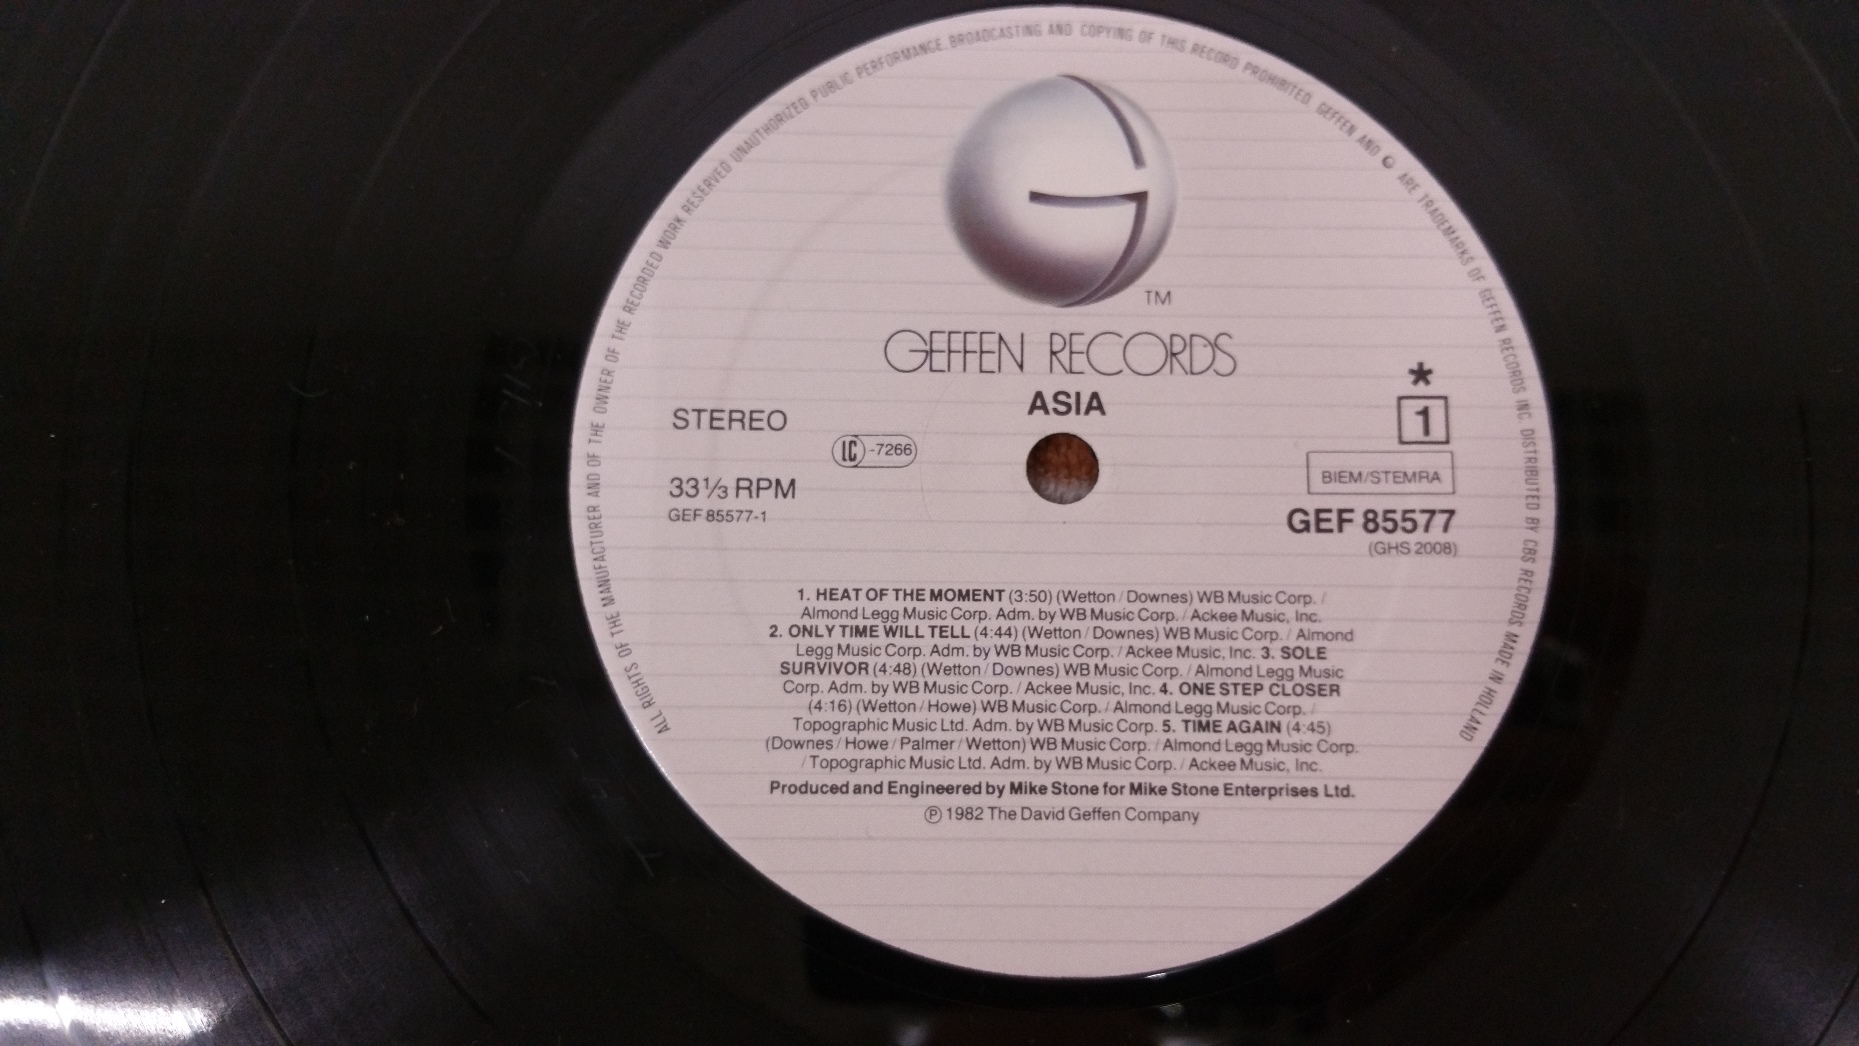 ALL RIGHTS OF THE MANUFACTURER AND OF THE OWNER OF THE RECORDED WORK RESERVED UNAUTHORIZED PUBLIC PERFORMANCE, BROADCASTING AND COPYING OF THIS RECORD PROHIBITED. GEFFEN AND G ARE TRADEMARKS OF GEFFEN RECORDS INC. DISTRIBUTED BY CBS RECORDS. MADE IN HOLLAND
TM
GEFFEN RECORDS
ASIA
STEREO
LC -7266
33⅓ RPM
GEF 85577-1
*
1
BIEM/STEMRA
GEF 85577
(GHS 2008)
1. HEAT OF THE MOMENT (3:50) (Wetton / Downes) WB Music Corp. /
Almond Legg Music Corp. Adm. by WB Music Corp. / Ackee Music, Inc.
2. ONLY TIME WILL TELL (4:44) (Wetton / Downes) WB Music Corp. / Almond
Legg Music Corp. Adm. by WB Music Corp. / Ackee Music, Inc. 3. SOLE
SURVIVOR (4:48) (Wetton / Downes) WB Music Corp. / Almond Legg Music
Corp. Adm. by WB Music Corp. / Ackee Music, Inc. 4. ONE STEP CLOSER
(4:16) (Wetton / Howe) WB Music Corp. / Almond Legg Music Corp. /
Topographic Music Ltd. Adm. by WB Music Corp. 5. TIME AGAIN (4:45)
(Downes / Howe / Palmer / Wetton) WB Music Corp. / Almond Legg Music Corp.
/ Topographic Music Ltd. Adm. by WB Music Corp. / Ackee Music, Inc.
Produced and Engineered by Mike Stone for Mike Stone Enterprises Ltd.
℗ 1982 The David Geffen Company